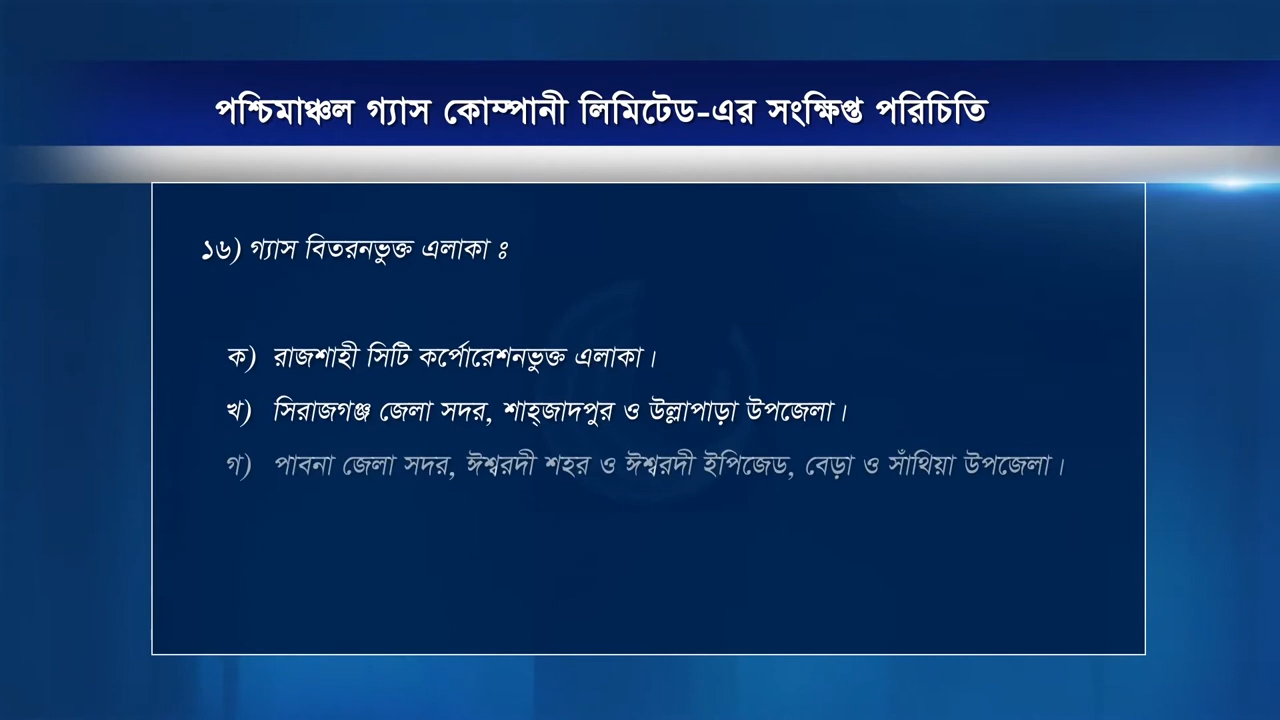 পশ্চিমাঞ্চল গ্যাস কোম্পানী লিমিটেড-এর সংক্ষিপ্ত পরিচিতি
১৬) গ্যাস বিতরনভুক্ত এলাকা ঃ
ক) রাজশাহী সিটি কর্পোরেশনভুক্ত এলাকা।
খ) সিরাজগঞ্জ জেলা সদর, শাহ্জাদপুর ও উল্লাপাড়া উপজেলা।
গ) পাবনা জেলা সদর, ঈশ্বরদী শহর ও ঈশ্বরদী ইপিজেড, বেড়া ও সাঁথিয়া উপজেলা।